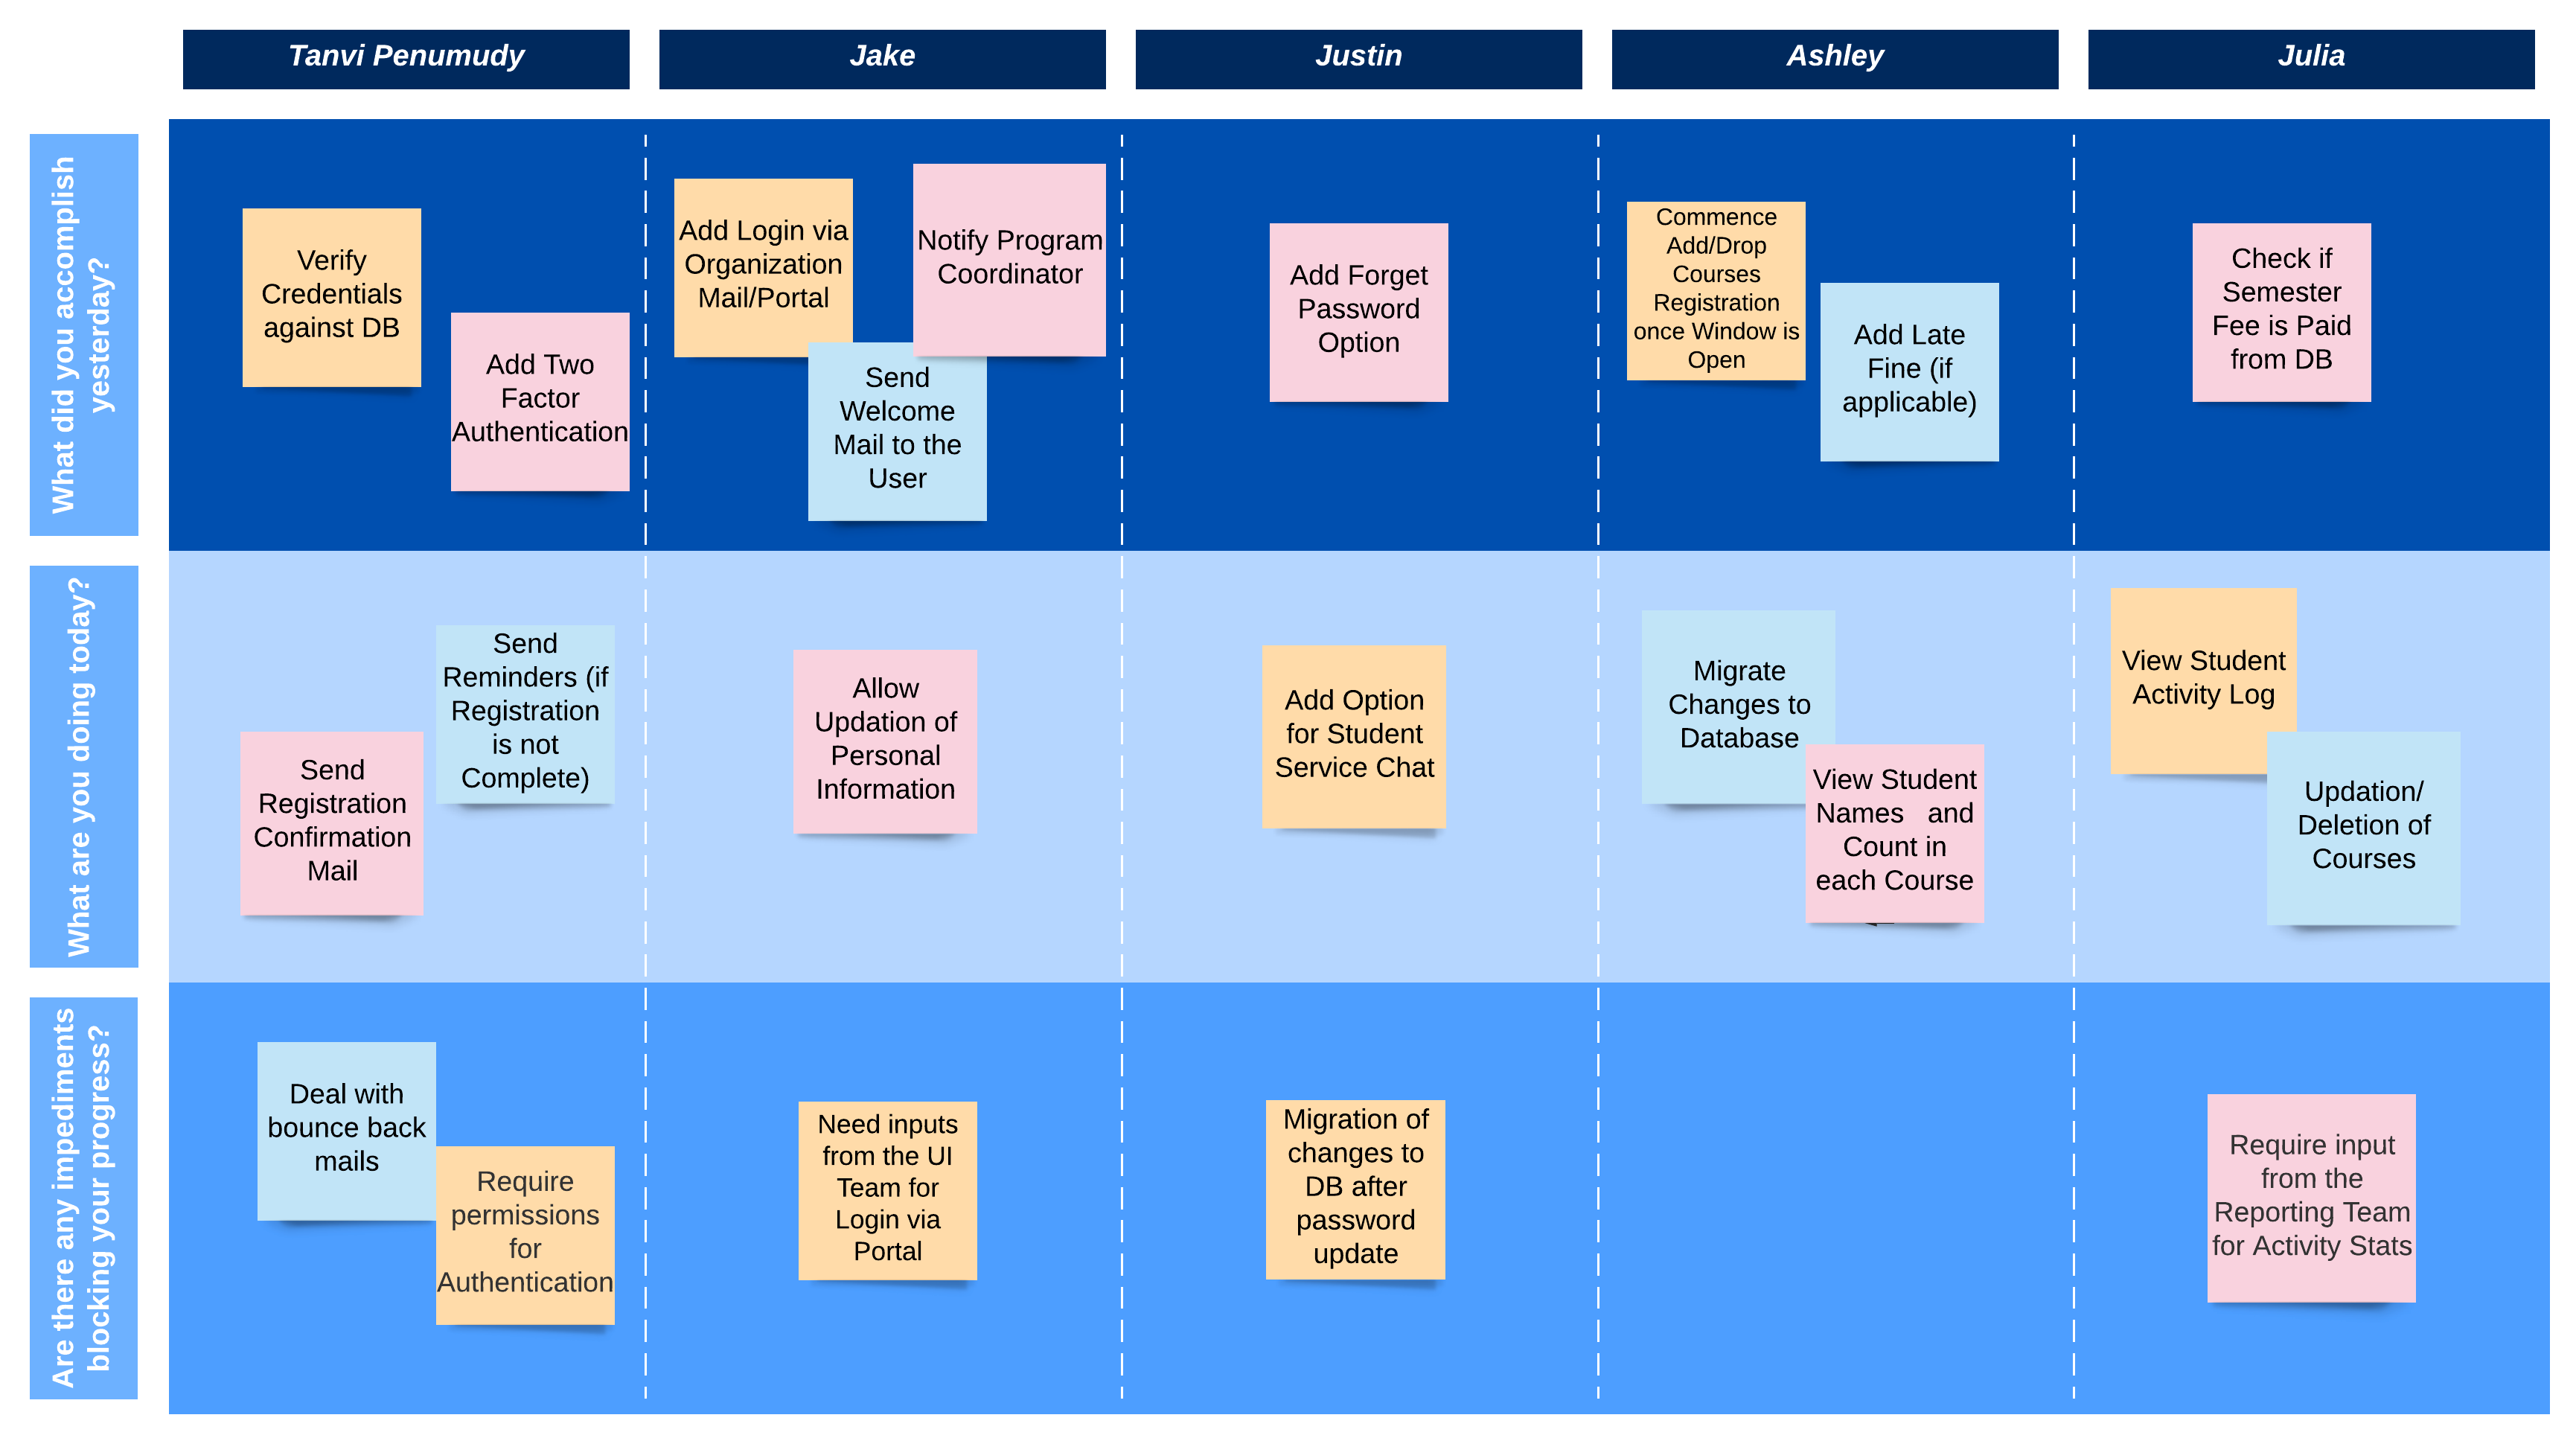 Tanvi Penumudy
Jake
Justin
Ashley
Julia
What did you accomplish
yesterday?
Verify
Credentials
against DB
Add Two
Factor
Authentication
Add Login via
Organization
Mail/Portal
Notify Program
Coordinator
Send
Welcome
Mail to the
User
Add Forget
Password
Option
Commence
Add/Drop
Courses
Registration
once Window is
Open
Add Late
Fine (if
applicable)
Check if
Semester
Fee is Paid
from DB
What are you doing today?
Send
Registration
Confirmation
Mail
Send
Reminders (if
Registration
is not
Complete)
Allow
Updation of
Personal
Information
Add Option
for Student
Service Chat
Migrate
Changes to
Database
View Student
Names and
Count in
each Course
View Student
Activity Log
Updation/
Deletion of
Courses
Are there any impediments
blocking your progress?
Deal with
bounce back
mails
Require
permissions
for
Authentication
Need inputs
from the UI
Team for
Login via
Portal
Migration of
changes to
DB after
password
update
Require input
from the
Reporting Team
for Activity Stats